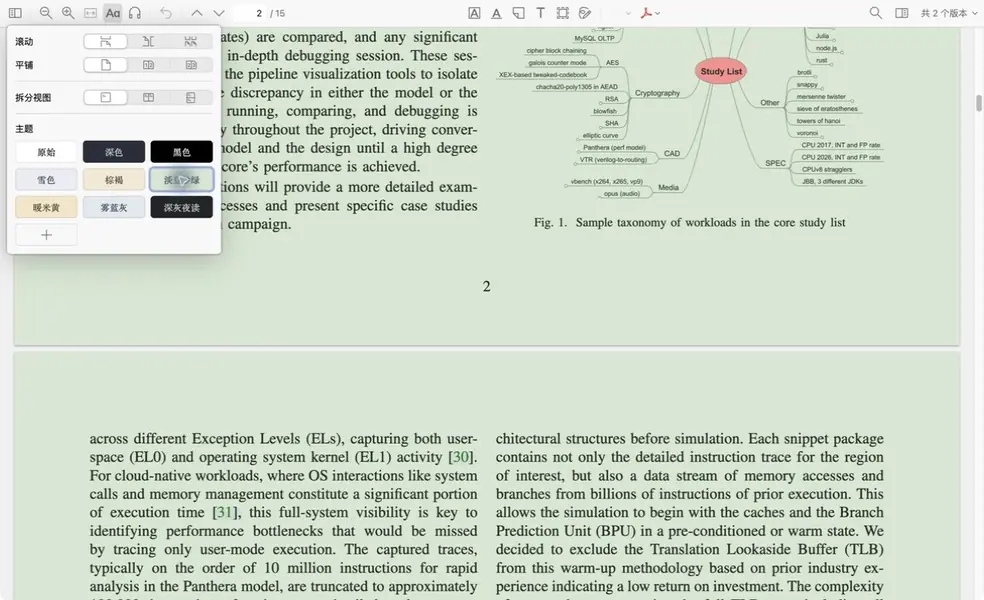 Aa
2 / 15
A
A
T
共 2 个版本
滚动
平铺
拆分视图
主题
原始
深色
黑色
雪色
棕褐
暖米黄
雾蓝灰
深灰夜读
ates) are compared, and any significant
in-depth debugging session. These ses-
the pipeline visualization tools to isolate
discrepancy in either the model or the
running, comparing, and debugging is
y throughout the project, driving conver-
odel and the design until a high degree
core's performance is achieved.
ions will provide a more detailed exam-
cesses and present specific case studies
campaign.
MySQL OLTP
cipher block chaining
galois counter mode
XEX-based tweaked-codebook
AES
chacha20-poly1305 in AEAD
RSA
blowfish
SHA
elliptic curve
Cryptography
Panthera (perf model)
VTR (verilog-to-routing)
CAD
vbench (x264, x265, vp9)
opus (audio)
Media
Study List
Julia
node.js
rust
brotli
snappy
mersenne twister
sieve of eratosthenes
towers of hanoi
voronoi
Other
CPU 2017, INT and FP rate
CPU 2026, INT and FP rate
CPUv8 stragglers
JBB, 3 different JDKs
SPEC
Fig. 1. Sample taxonomy of workloads in the core study list
2
across different Exception Levels (ELs), capturing both user-
space (EL0) and operating system kernel (EL1) activity [30].
For cloud-native workloads, where OS interactions like system
calls and memory management constitute a significant portion
of execution time [31], this full-system visibility is key to
identifying performance bottlenecks that would be missed
by tracing only user-mode execution. The captured traces,
typically on the order of 10 million instructions for rapid
analysis in the Panthera model, are truncated to approximately
chitectural structures before simulation. Each snippet package
contains not only the detailed instruction trace for the region
of interest, but also a data stream of memory accesses and
branches from billions of instructions of prior execution. This
allows the simulation to begin with the caches and the Branch
Prediction Unit (BPU) in a pre-conditioned or warm state. We
decided to exclude the Translation Lookaside Buffer (TLB)
from this warm-up methodology based on prior industry ex-
perience indicating a low return on investment. The complexity